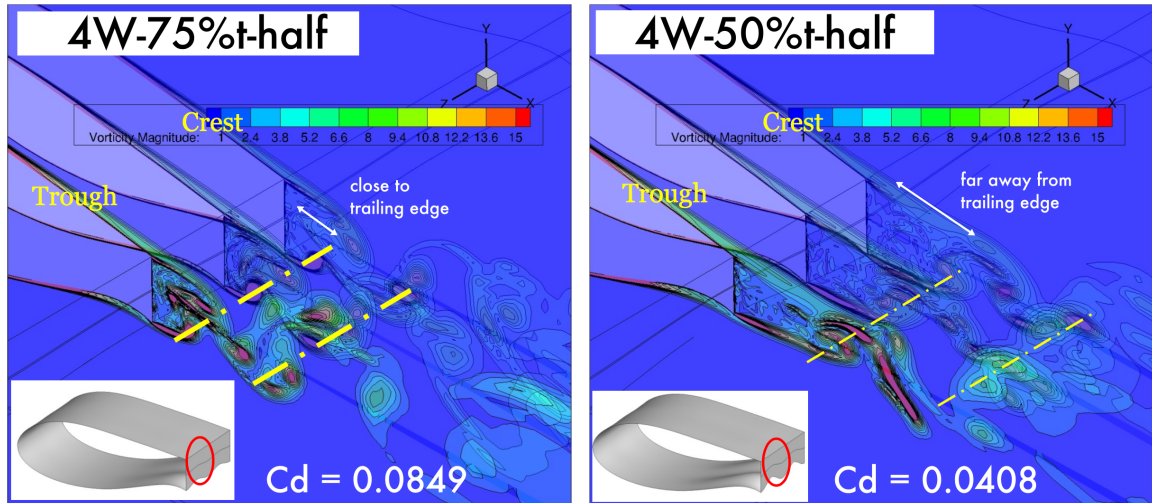 4W-75%t-half
Y
Z
X
Crest
Vorticity Magnitude: 1 2.4 3.8 5.2 6.6 8 9.4 10.8 12.2 13.6 15
Trough
close to
trailing edge
Cd = 0.0849
4W-50%t-half
Y
Z
X
Crest
Vorticity Magnitude: 1 2.4 3.8 5.2 6.6 8 9.4 10.8 12.2 13.6 15
Trough
far away from
trailing edge
Cd = 0.0408